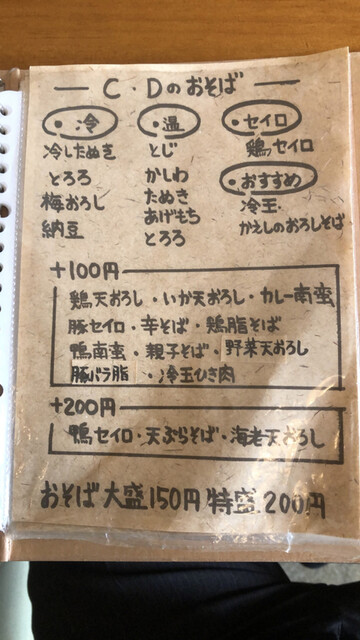 C・Dのおそば
・冷
冷したぬき
とろろ
梅おろし
納豆
・温
とじ
かしわ
たぬき
あげもち
とろろ
・セイロ
鶏セイロ
・おすすめ
冷玉
かえしのおろしそば
+100円
鶏天おろし・いか天おろし・カレー南蛮
豚セイロ・辛そば・鶏脂そば
鴨南蛮・親子そば・野菜天おろし
豚バラ脂・冷玉ひき肉
+200円
鴨セイロ・天ぷらそば・海老天おろし
おそば 大盛150円 特盛200円